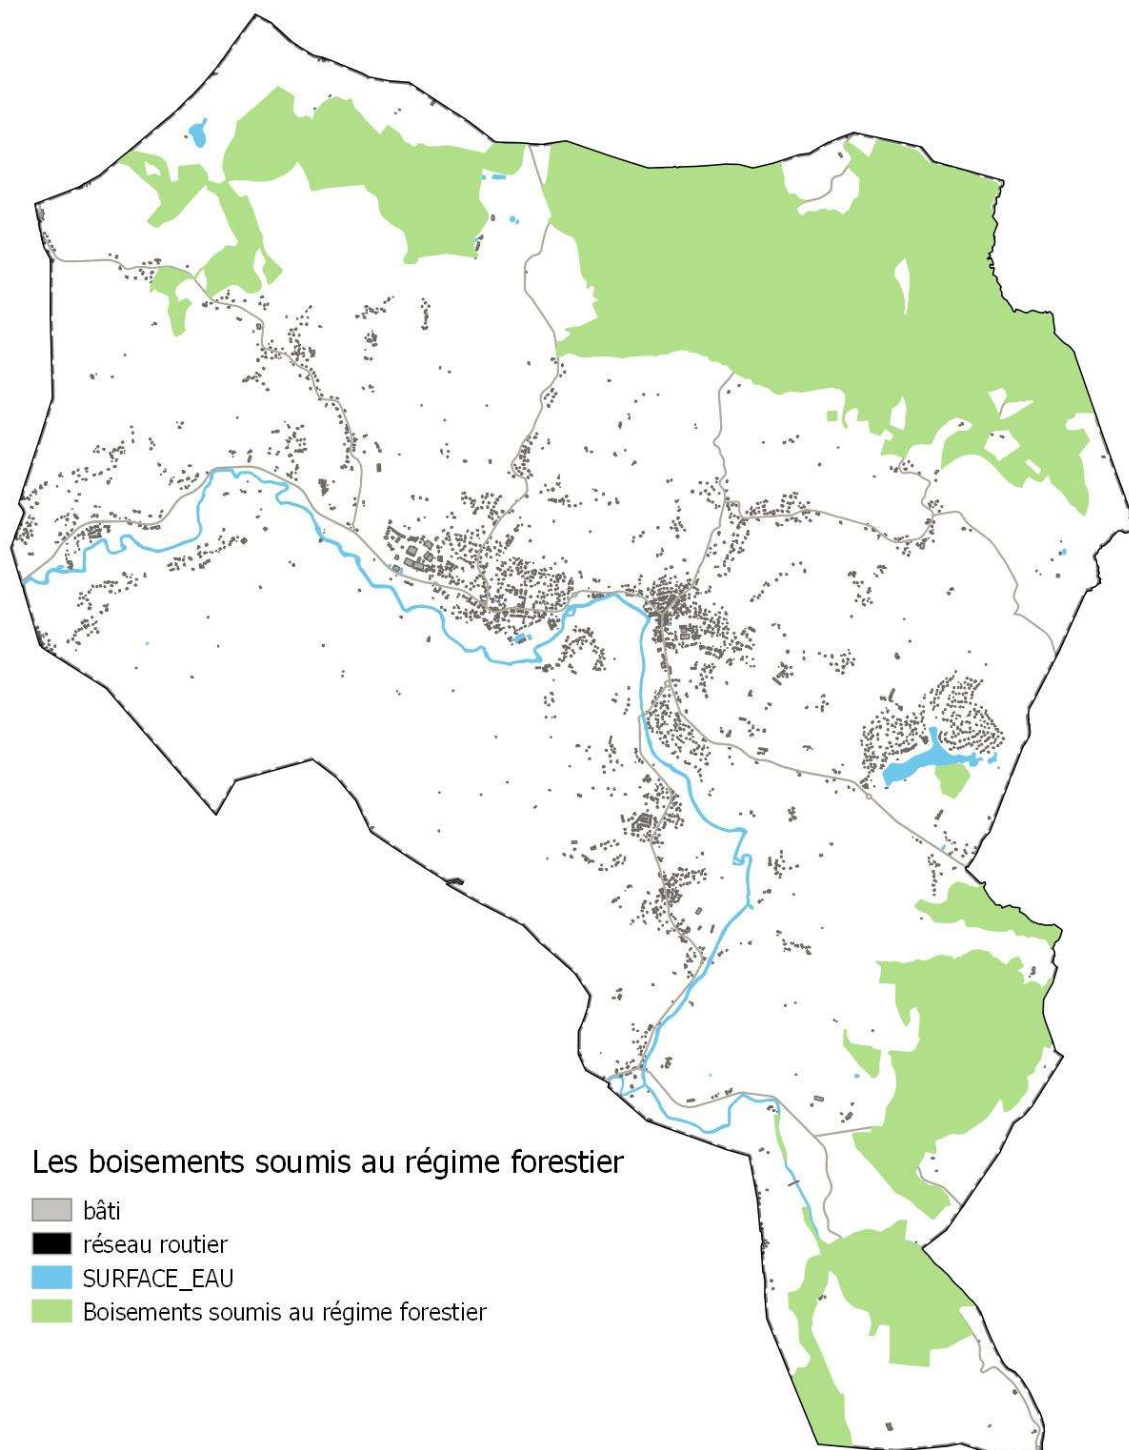 Les boisements soumis au régime forestier
bâti
réseau routier
SURFACE_EAU
Boisements soumis au régime forestier